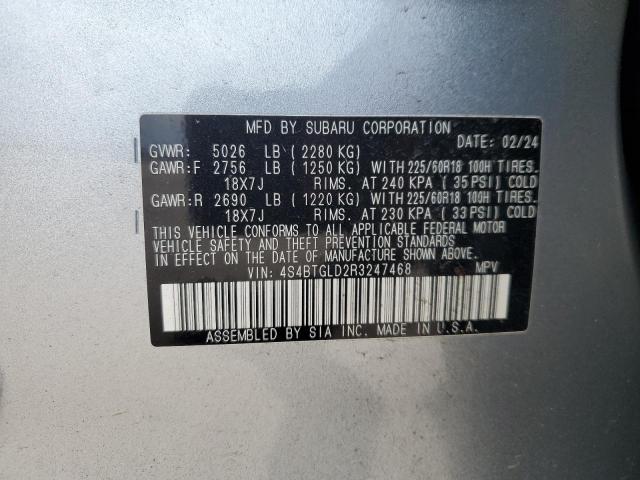 MFD BY SUBARU CORPORATION
DATE: 02/24
GVWR: 5026 LB (2280 KG)
GAWR:F 2756 LB (1250 KG) WITH 225/60R18 100H TIRES.
18X7J RIMS. AT 240 KPA (35 PSI) COLD
GAWR:R 2690 LB (1220 KG) WITH 225/60R18 100H TIRES.
18X7J RIMS. AT 230 KPA (33 PSI) COLD
THIS VEHICLE CONFORMS TO ALL APPLICABLE FEDERAL MOTOR
VEHICLE SAFETY AND THEFT PREVENTION STANDARDS
IN EFFECT ON THE DATE OF MANUFACTURE SHOWN ABOVE.
VIN: 4S4BTGLD2R3247468 MPV
ASSEMBLED BY SIA INC. MADE IN U.S.A.